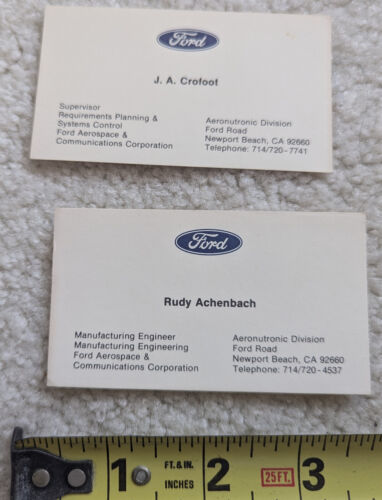 Ford
J. A. Crofoot
Supervisor
Requirements Planning &
Systems Control
Ford Aerospace &
Communications Corporation
Aeronutronic Division
Ford Road
Newport Beach, CA 92660
Telephone: 714/720-7741
Ford
Rudy Achenbach
Manufacturing Engineer
Manufacturing Engineering
Ford Aerospace &
Communications Corporation
Aeronutronic Division
Ford Road
Newport Beach, CA 92660
Telephone: 714/720-4537
1 FT. & IN. INCHES 2 25FT. 3